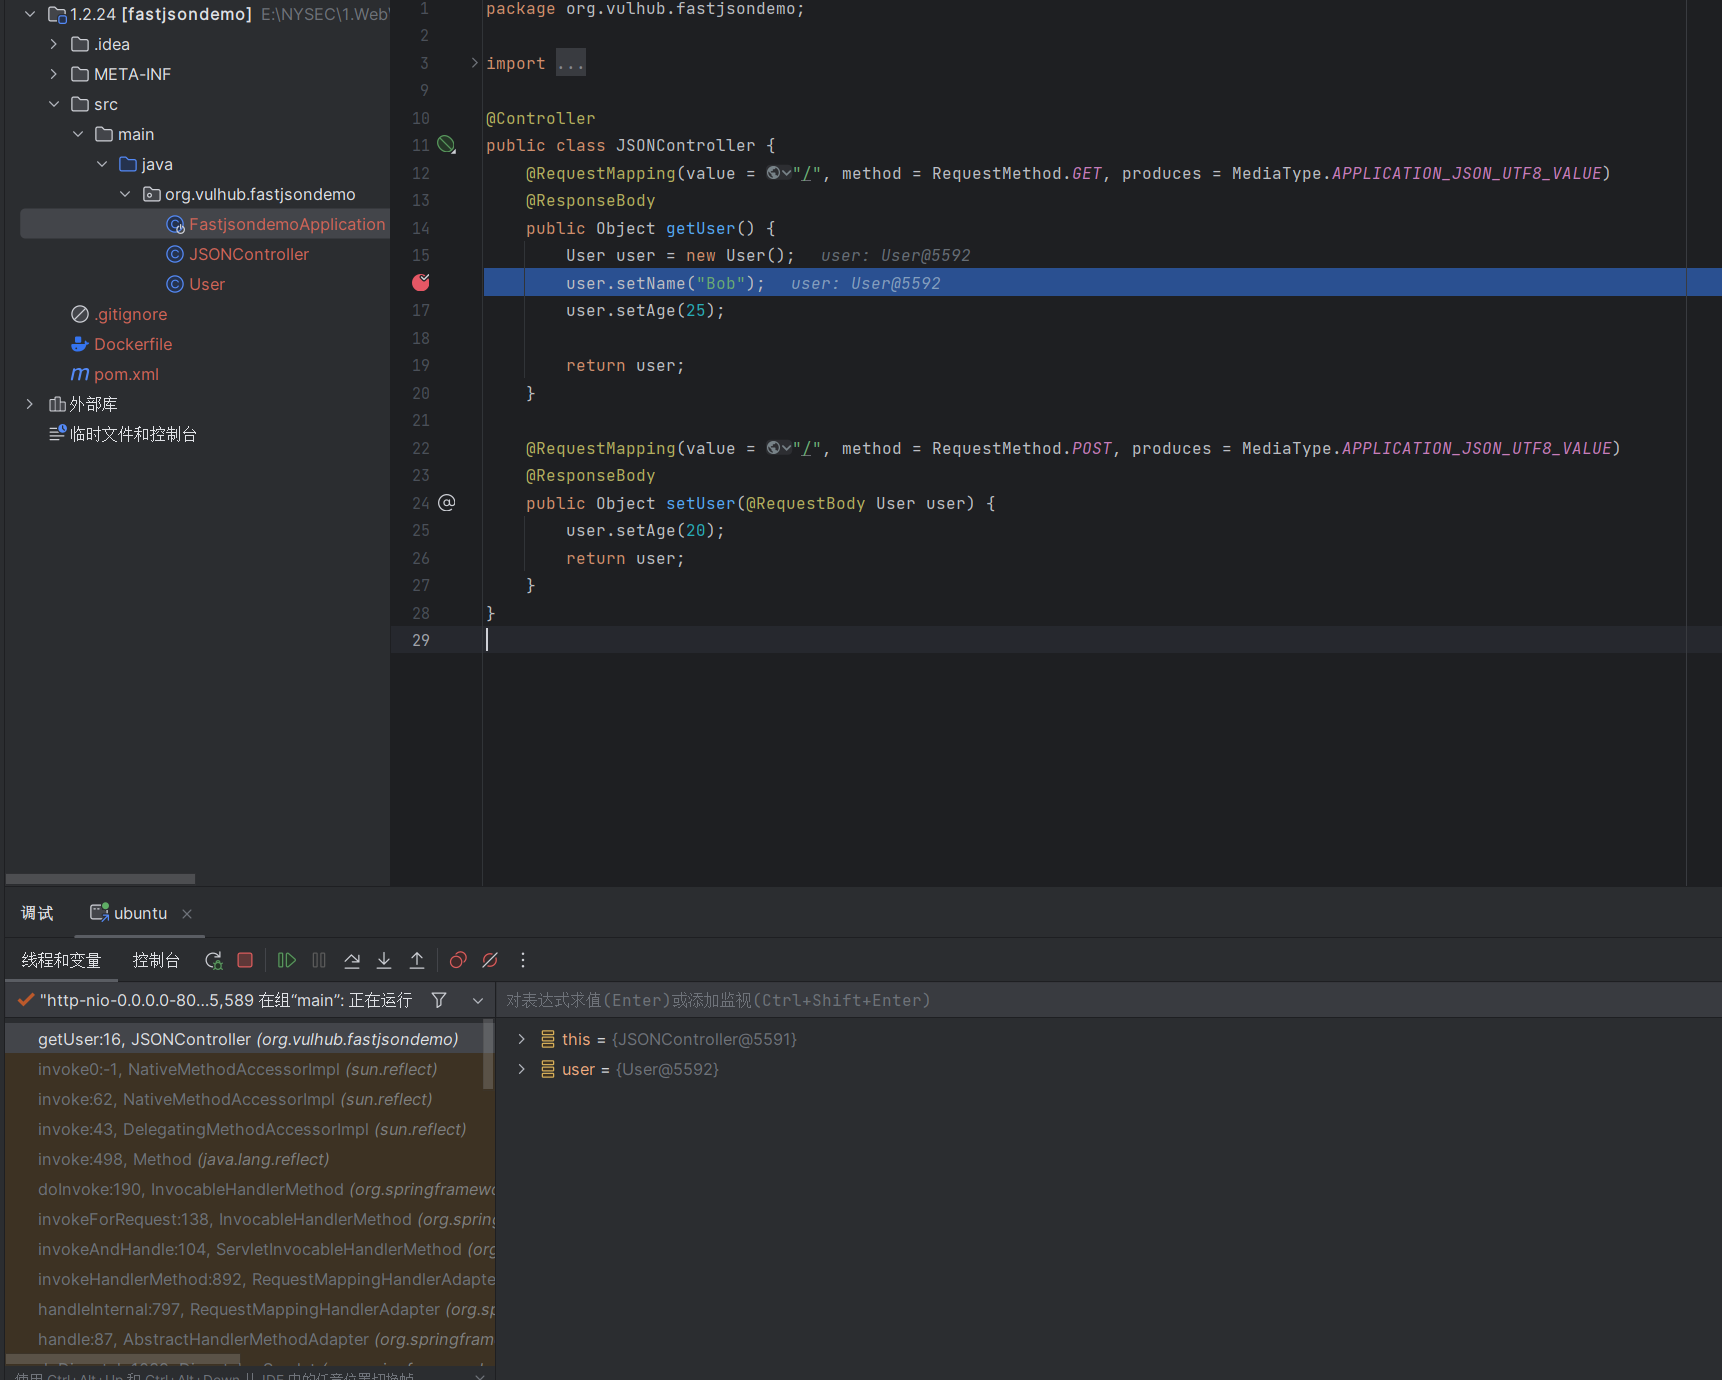 1.2.24 [fastjsondemo] E:\NYSEC\1.Web\
.idea
META-INF
src
main
java
org.vulhub.fastjsondemo
FastjsondemoApplication
JSONController
User
.gitignore
Dockerfile
pom.xml
外部库
临时文件和控制台
1 package org.vulhub.fastjsondemo;
2
3 import ...
9
10 @Controller
11 public class JSONController {
12 @RequestMapping(value = "/", method = RequestMethod.GET, produces = MediaType.APPLICATION_JSON_UTF8_VALUE)
13 @ResponseBody
14 public Object getUser() {
15 User user = new User(); user: User@5592
user.setName("Bob"); user: User@5592
17 user.setAge(25);
18
19 return user;
20 }
21
22 @RequestMapping(value = "/", method = RequestMethod.POST, produces = MediaType.APPLICATION_JSON_UTF8_VALUE)
23 @ResponseBody
24 public Object setUser(@RequestBody User user) {
25 user.setAge(20);
26 return user;
27 }
28 }
29
调试 ubuntu
线程和变量 控制台
"http-nio-0.0.0.0-80...5,589 在组“main”: 正在运行
对表达式求值(Enter)或添加监视(Ctrl+Shift+Enter)
getUser:16, JSONController (org.vulhub.fastjsondemo)
invoke0:-1, NativeMethodAccessorImpl (sun.reflect)
invoke:62, NativeMethodAccessorImpl (sun.reflect)
invoke:43, DelegatingMethodAccessorImpl (sun.reflect)
invoke:498, Method (java.lang.reflect)
doInvoke:190, InvocableHandlerMethod (org.springframewo
invokeForRequest:138, InvocableHandlerMethod (org.spring
invokeAndHandle:104, ServletInvocableHandlerMethod (org
invokeHandlerMethod:892, RequestMappingHandlerAdapte
handleInternal:797, RequestMappingHandlerAdapter (org.sp
handle:87, AbstractHandlerMethodAdapter (org.springfram
this = {JSONController@5591}
user = {User@5592}